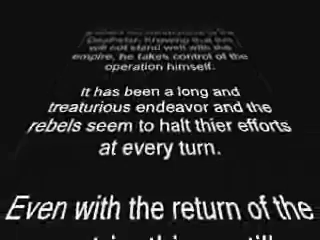 Deathstar. Knowing that this
will not stand well with the
empire, he takes control of the
operation himself.
It has been a long and
treaturious endeavor and the
rebels seem to halt thier efforts
at every turn.
Even with the return of the